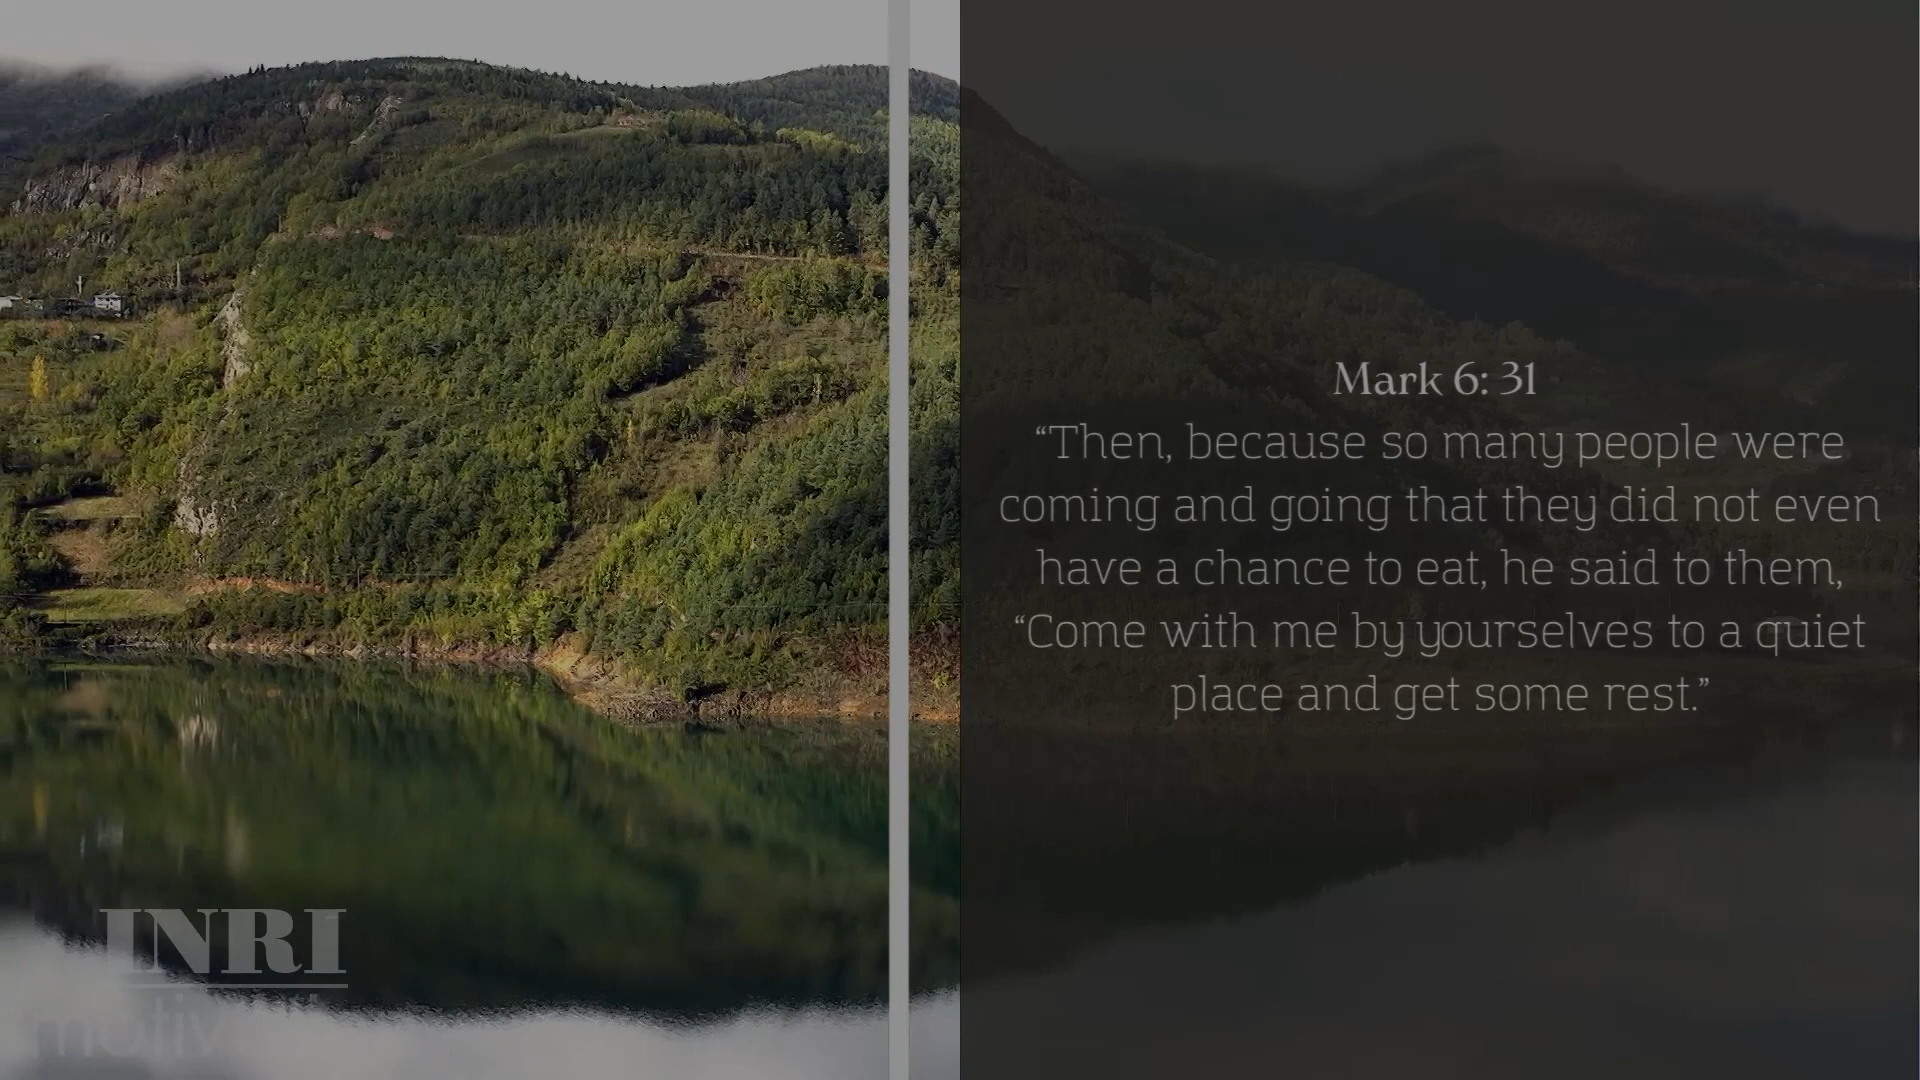 Mark 6: 31
“Then, because so many people were
coming and going that they did not even
have a chance to eat, he said to them,
“Come with me by yourselves to a quiet
place and get some rest.”
INRI